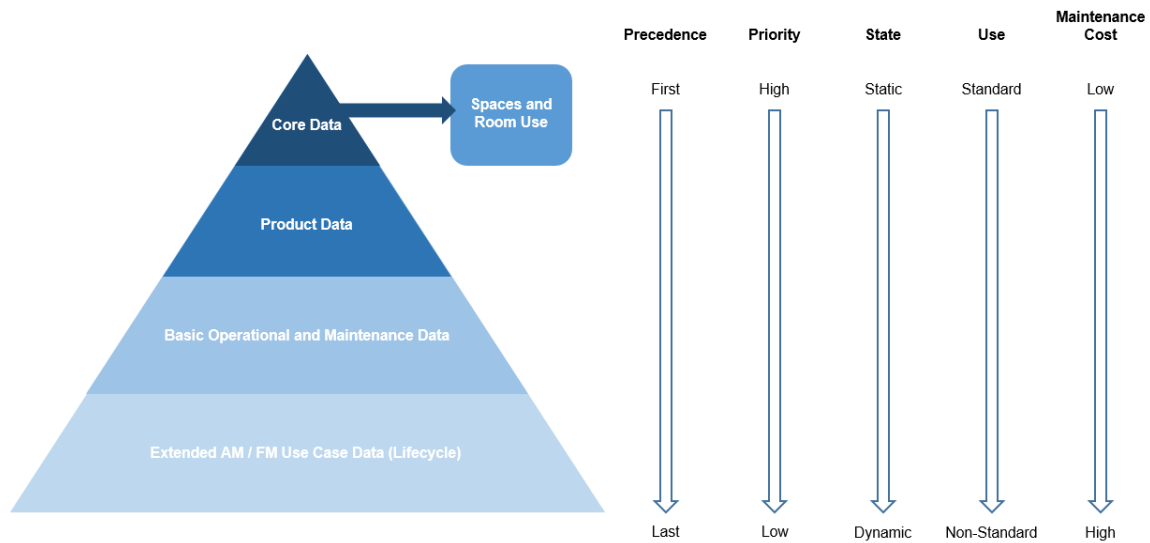 Precedence
Priority
State
Use
Maintenance
Cost
First
High
Static
Standard
Low
Core Data
Spaces and
Room Use
Product Data
Basic Operational and Maintenance Data
Extended AM / FM Use Case Data (Lifecycle)
Last
Low
Dynamic
Non-Standard
High